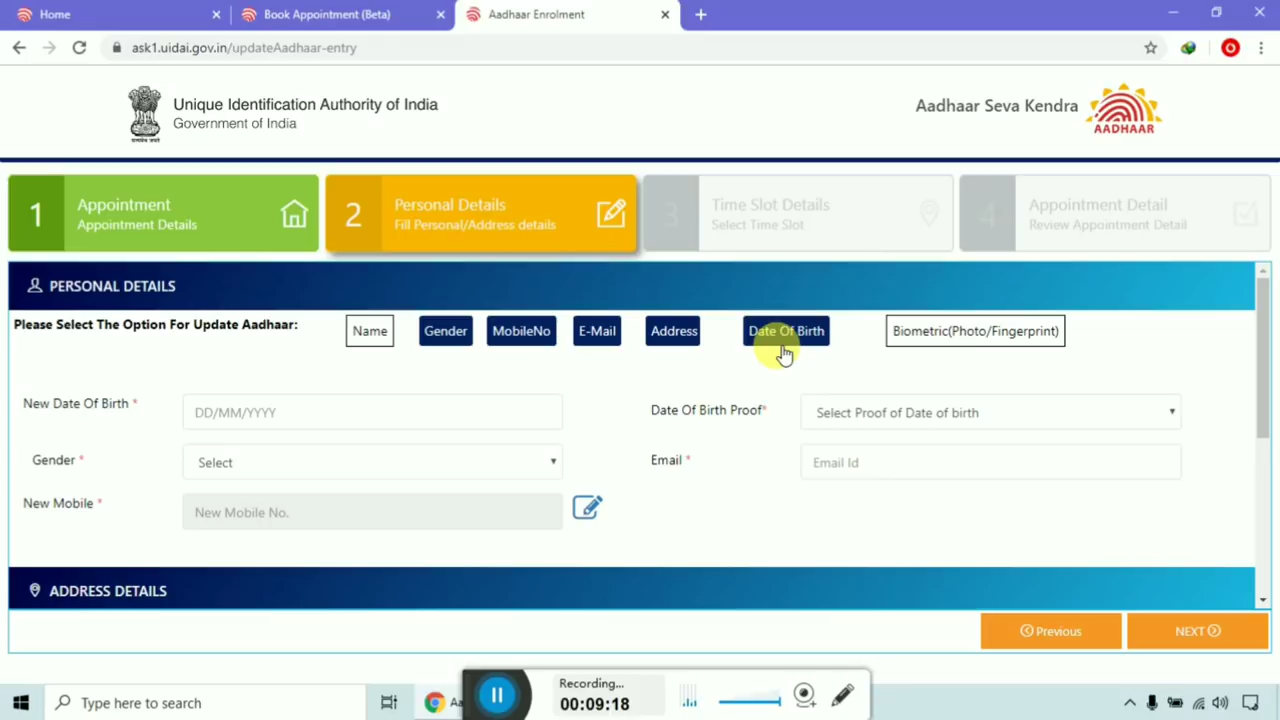 Home
Book Appointment (Beta)
Aadhaar Enrolment
ask1.uidai.gov.in/updateAadhaar-entry
Unique Identification Authority of India
Government of India
Aadhaar Seva Kendra
AADHAAR
1
Appointment
Appointment Details
2
Personal Details
Fill Personal/Address details
3
Time Slot Details
Select Time Slot
4
Appointment Detail
Review Appointment Detail
PERSONAL DETAILS
Please Select The Option For Update Aadhaar:
Name
Gender
MobileNo
E-Mail
Address
Date Of Birth
Biometric(Photo/Fingerprint)
New Date Of Birth *
DD/MM/YYYY
Date Of Birth Proof*
Select Proof of Date of birth
Gender *
Select
Email *
Email Id
New Mobile *
New Mobile No.
ADDRESS DETAILS
Previous
NEXT
Type here to search
Aa
Recording...
00:09:18